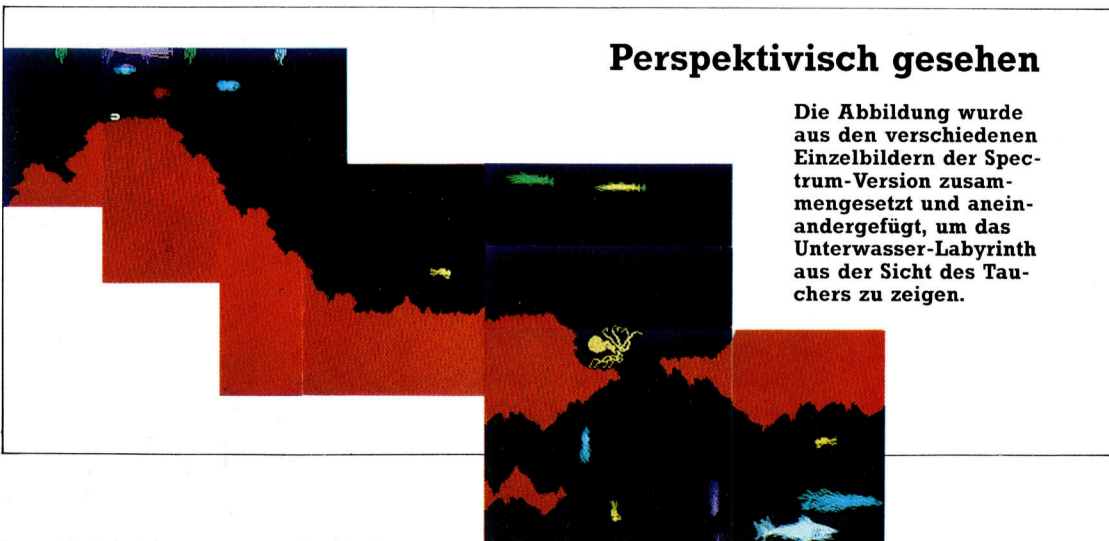 Perspektivisch gesehen
Die Abbildung wurde
aus den verschiedenen
Einzelbildern der Spec-
trum-Version zusam-
mengesetzt und anein-
andergefügt, um das
Unterwasser-Labyrinth
aus der Sicht des Tau-
chers zu zeigen.